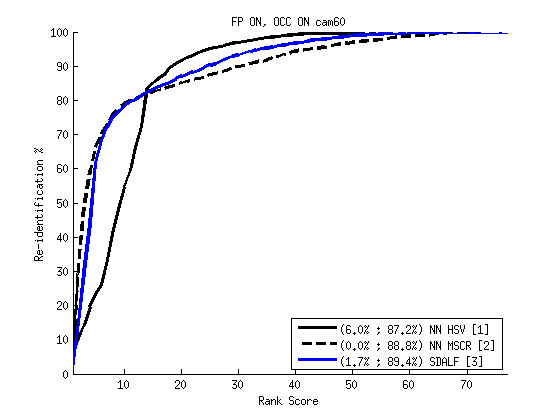 FP ON, OCC ON cam60
100
90
80
70
60
50
40
30
20
10
0
Re-identification %
10 20 30 40 50 60 70
Rank Score
(6.0% ; 87.2%) NN HSV [1]
(0.0% ; 88.8%) NN MSCR [2]
(1.7% ; 89.4%) SDALF [3]